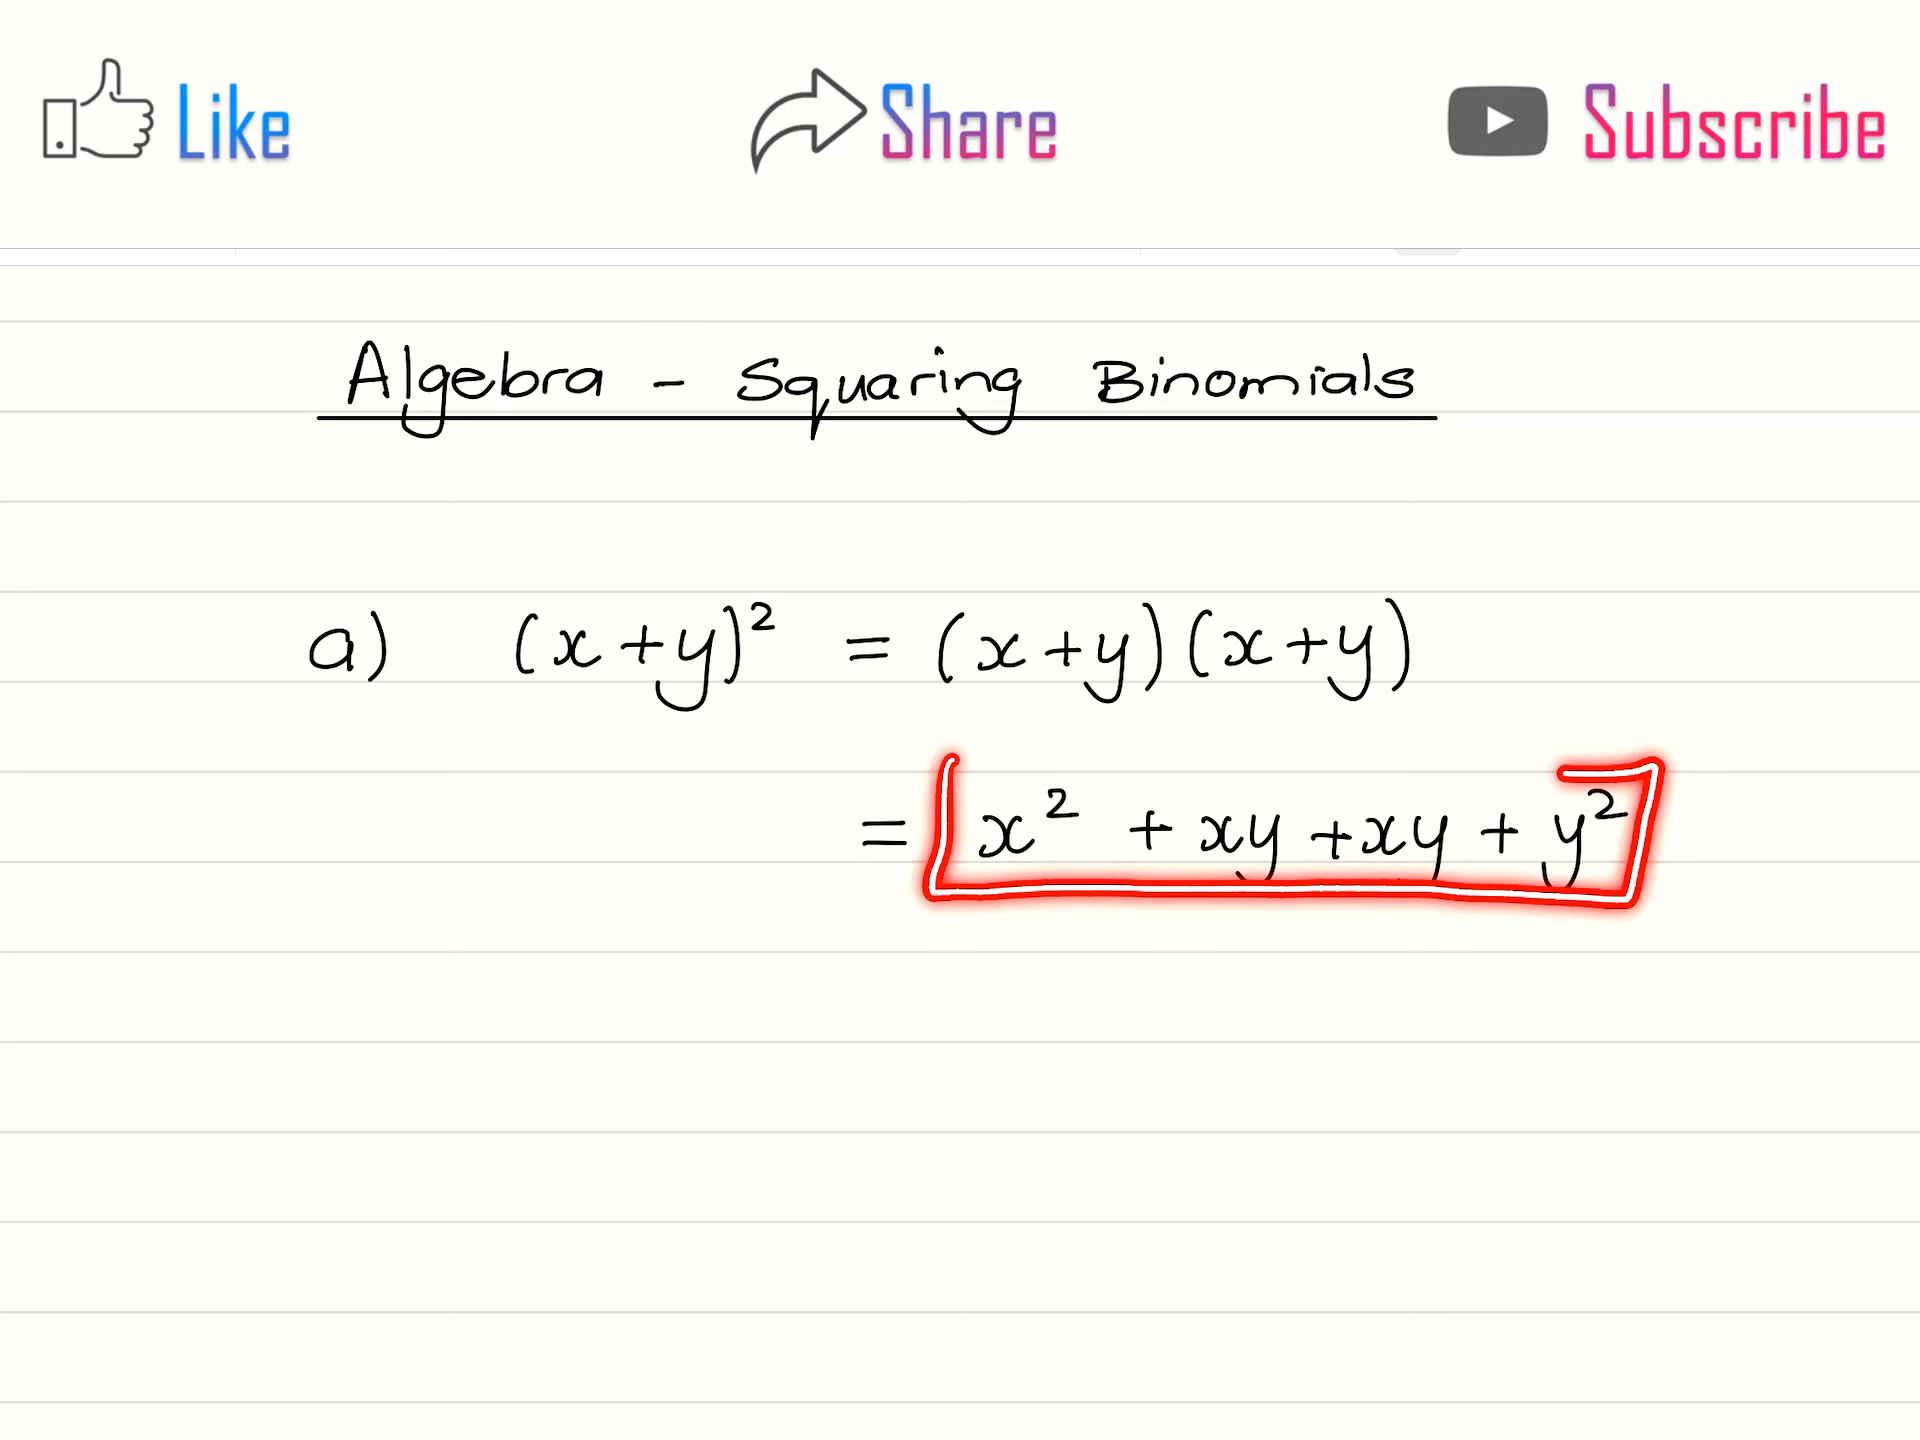 Like Share Subscribe
Algebra - Squaring Binomials
a) (x+y)² = (x+y)(x+y)
= x² + xy + xy + y²